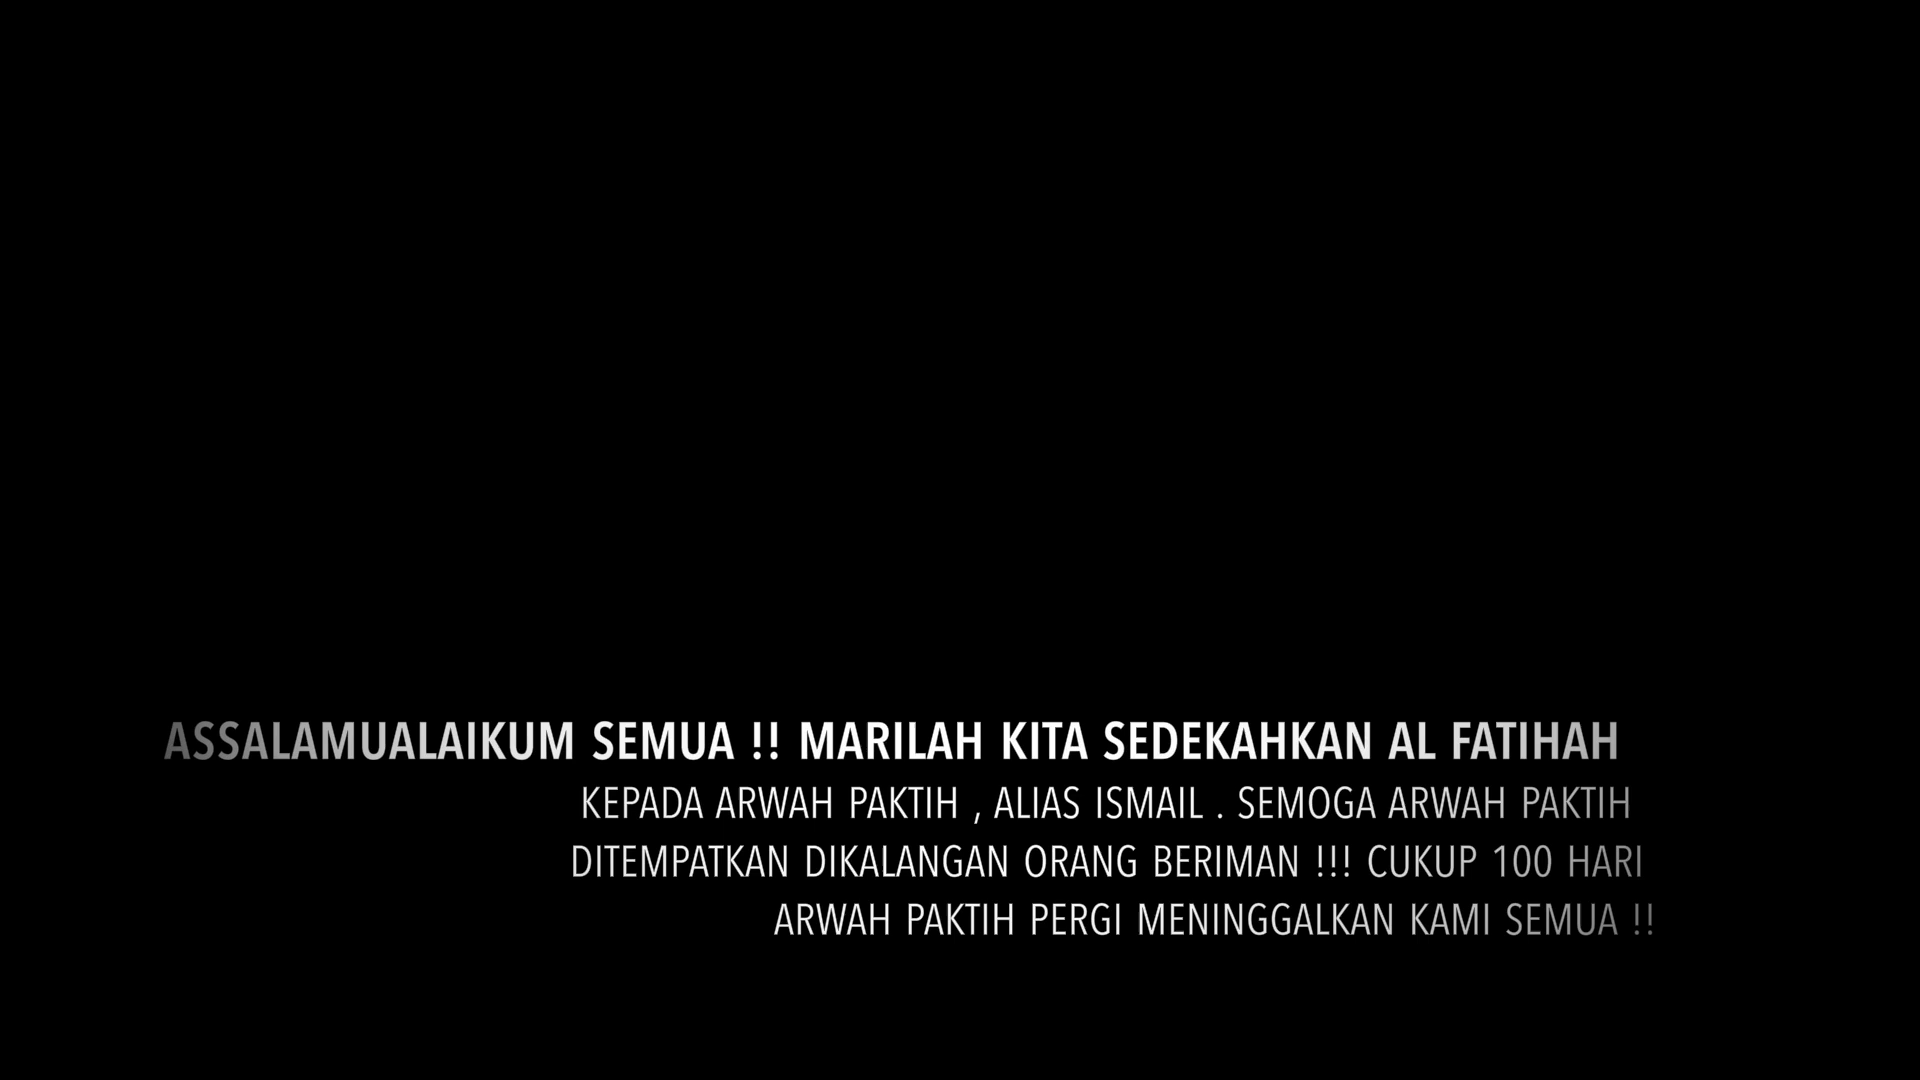 ASSALAMUALAIKUM SEMUA !! MARILAH KITA SEDEKAHKAN AL FATIHAH
KEPADA ARWAH PAKTIH , ALIAS ISMAIL . SEMOGA ARWAH PAKTIH
DITEMPATKAN DIKALANGAN ORANG BERIMAN !!! CUKUP 100 HARI
ARWAH PAKTIH PERGI MENINGGALKAN KAMI SEMUA !!